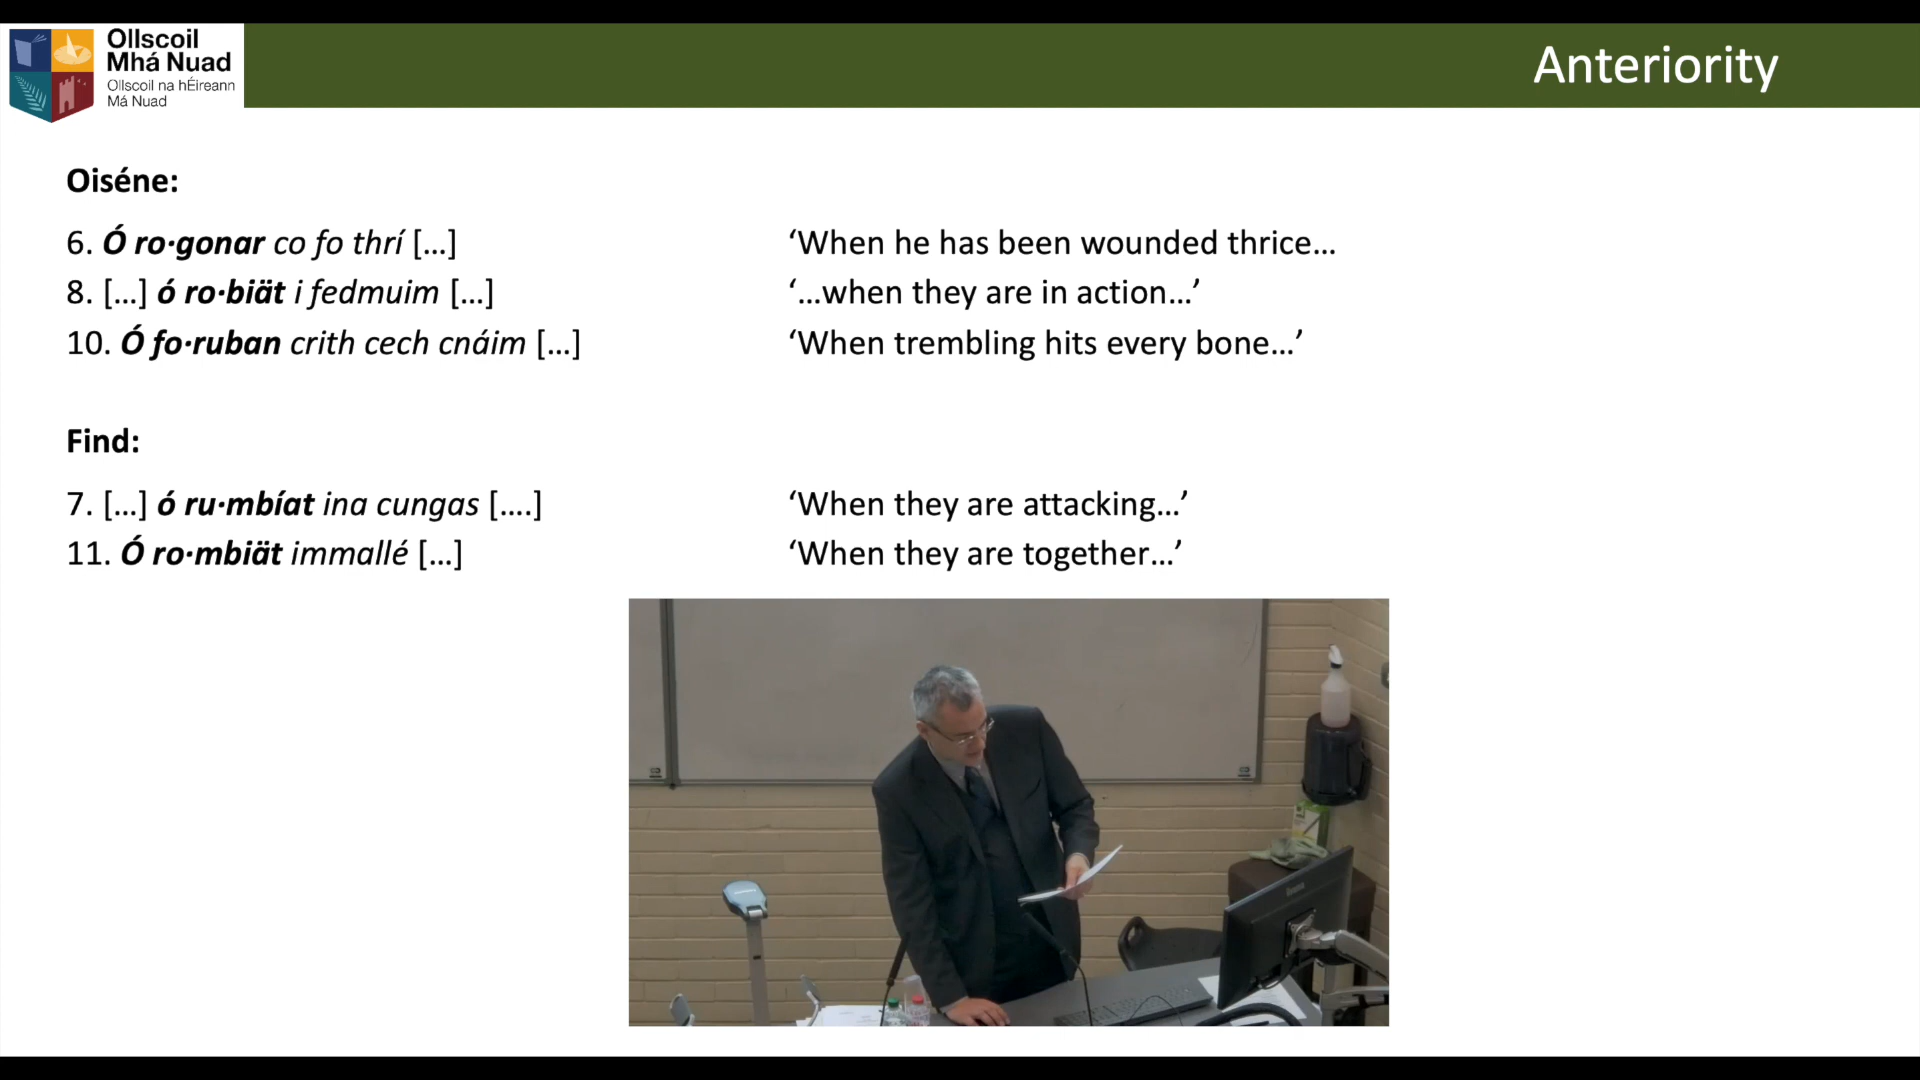 Ollscoil
Mhá Nuad
Ollscoil na hÉireann
Má Nuad
Anteriority
Oiséne:
6. Ó ro·gonar co fo thrí [...] ‘When he has been wounded thrice...
8. [...] ó ro·biät i fedmuim [...] ‘...when they are in action...’
10. Ó fo·ruban crith cech cnáim [...] ‘When trembling hits every bone...’
Find:
7. [...] ó ru·mbíat ina cungas [....] ‘When they are attacking...’
11. Ó ro·mbiät immallé [...] ‘When they are together...’